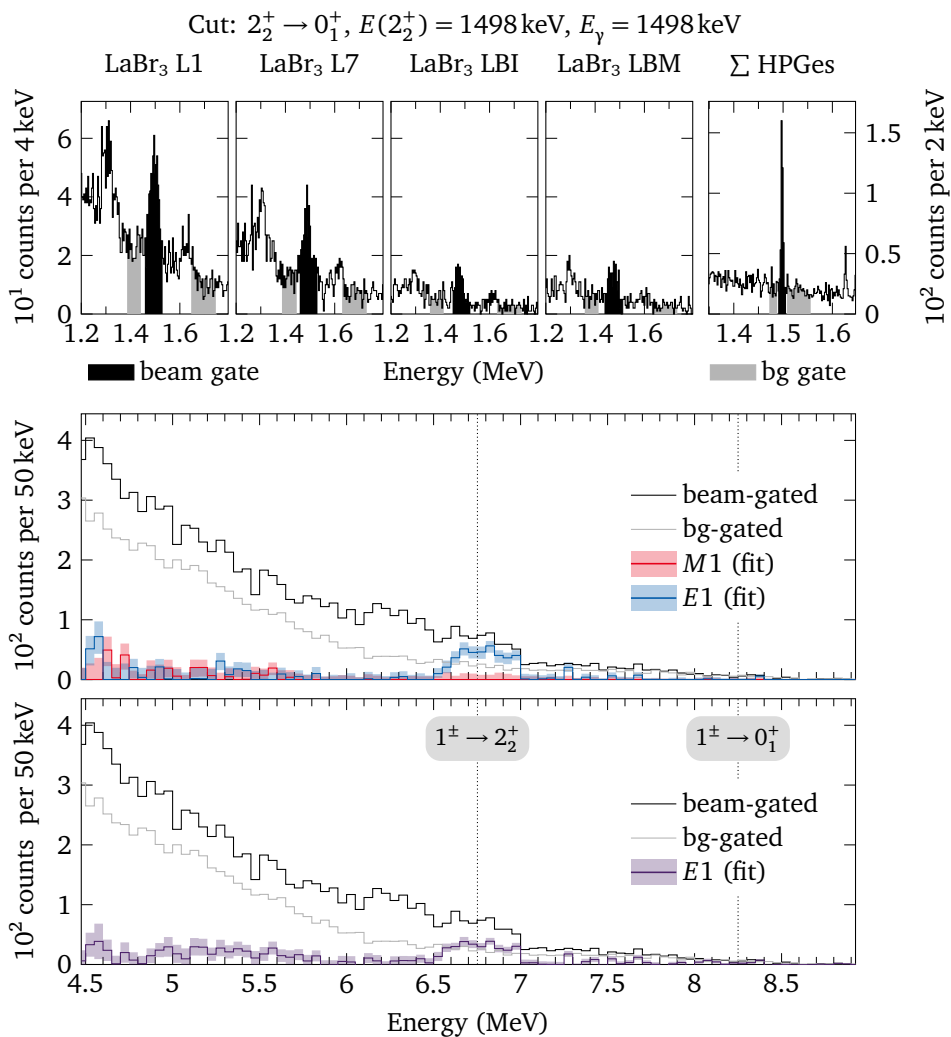 Cut: 2₂⁺ → 0₁⁺, E(2₂⁺) = 1498 keV, Eγ = 1498 keV
LaBr₃ L1 LaBr₃ L7 LaBr₃ LBI LaBr₃ LBM ∑ HPGes
10¹ counts per 4 keV
0 2 4 6
10² counts per 2 keV
0 0.5 1 1.5
1.2 1.4 1.6 1.2 1.4 1.6 1.2 1.4 1.6 1.2 1.4 1.6 1.4 1.5 1.6
beam gate Energy (MeV) bg gate
10² counts per 50 keV
0 1 2 3 4
beam-gated
bg-gated
M1 (fit)
E1 (fit)
10² counts per 50 keV
0 1 2 3 4
1± → 2₂⁺ 1± → 0₁⁺
beam-gated
bg-gated
E1 (fit)
4.5 5 5.5 6 6.5 7 7.5 8 8.5
Energy (MeV)